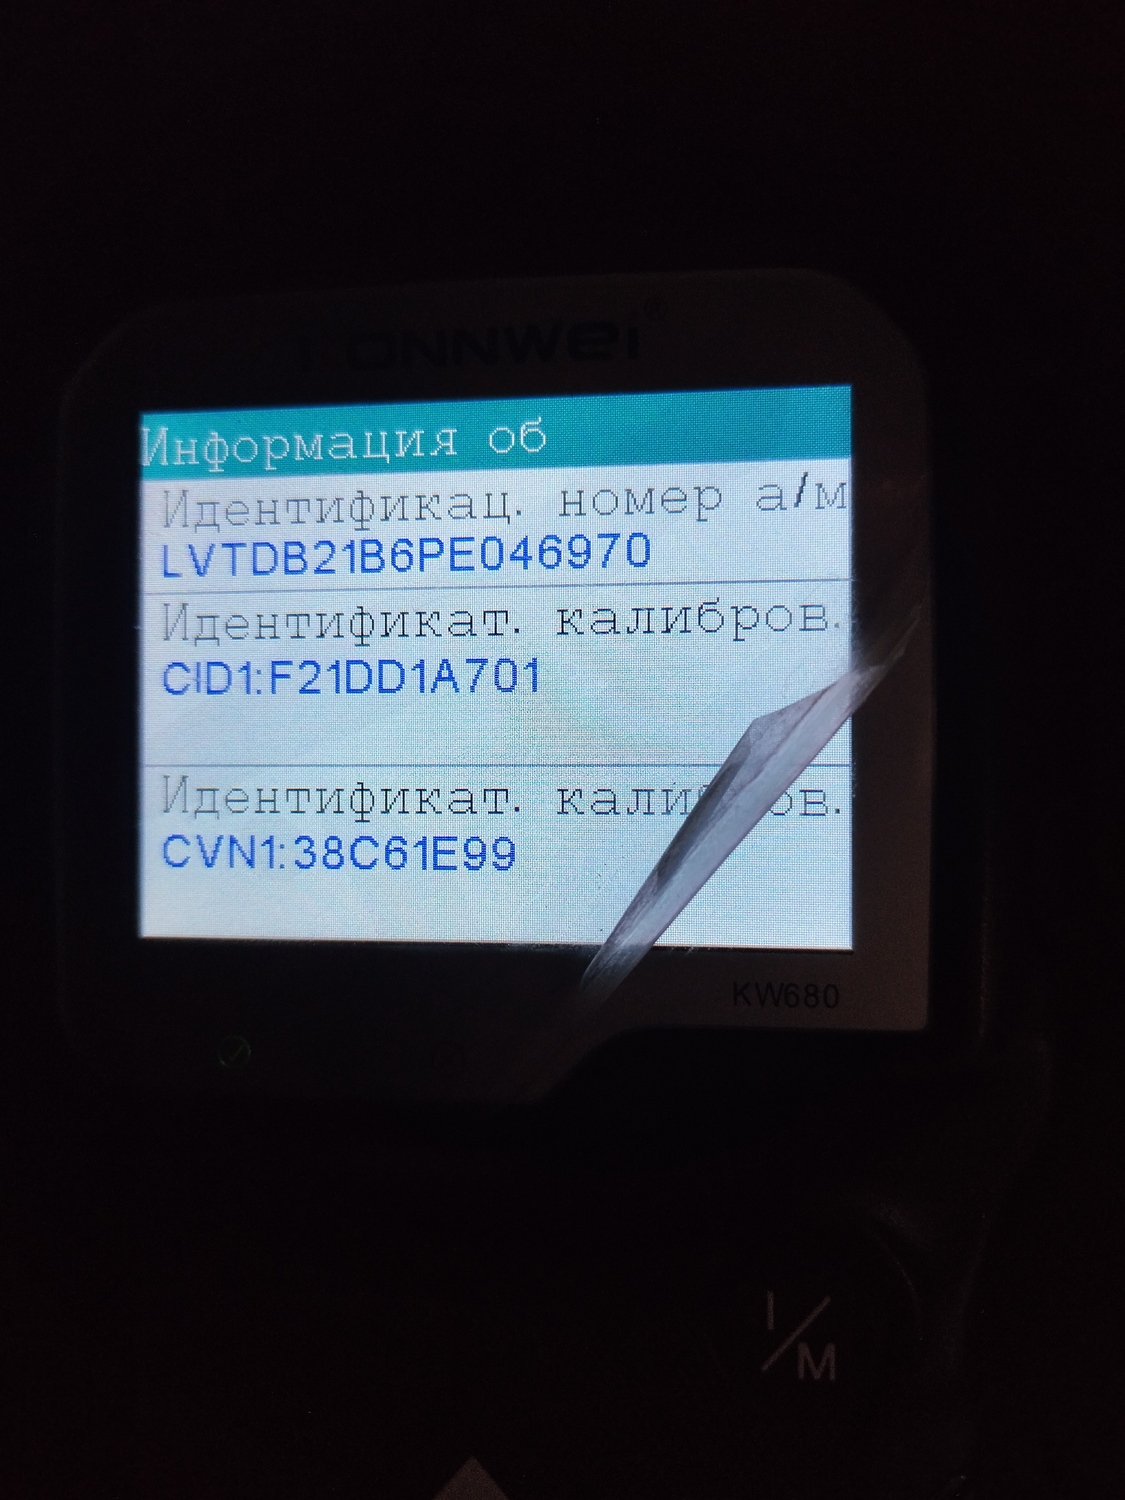 KONNWEI®
Информация об
Идентификац. номер а/м
LVTDB21B6PE046970
Идентификат. калибров.
CID1:F21DD1A701
Идентификат. калибров.
CVN1:38C61E99
KW680
I/M